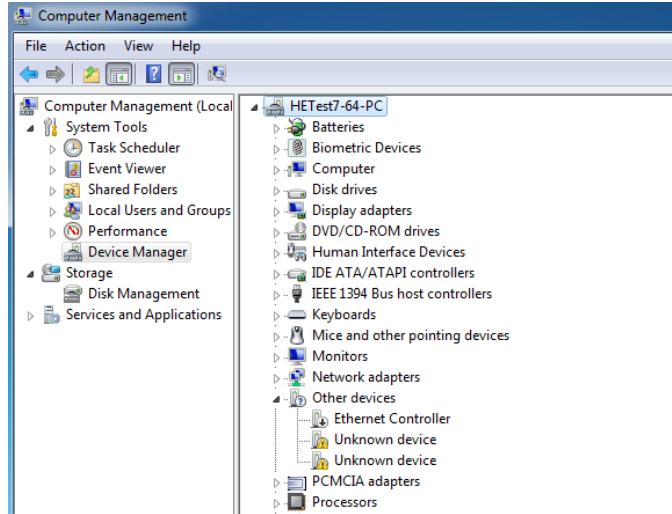 Computer Management
File Action View Help
Computer Management (Local
System Tools
Task Scheduler
Event Viewer
Shared Folders
Local Users and Groups
Performance
Device Manager
Storage
Disk Management
Services and Applications
HETest7-64-PC
Batteries
Biometric Devices
Computer
Disk drives
Display adapters
DVD/CD-ROM drives
Human Interface Devices
IDE ATA/ATAPI controllers
IEEE 1394 Bus host controllers
Keyboards
Mice and other pointing devices
Monitors
Network adapters
Other devices
Ethernet Controller
Unknown device
Unknown device
PCMCIA adapters
Processors